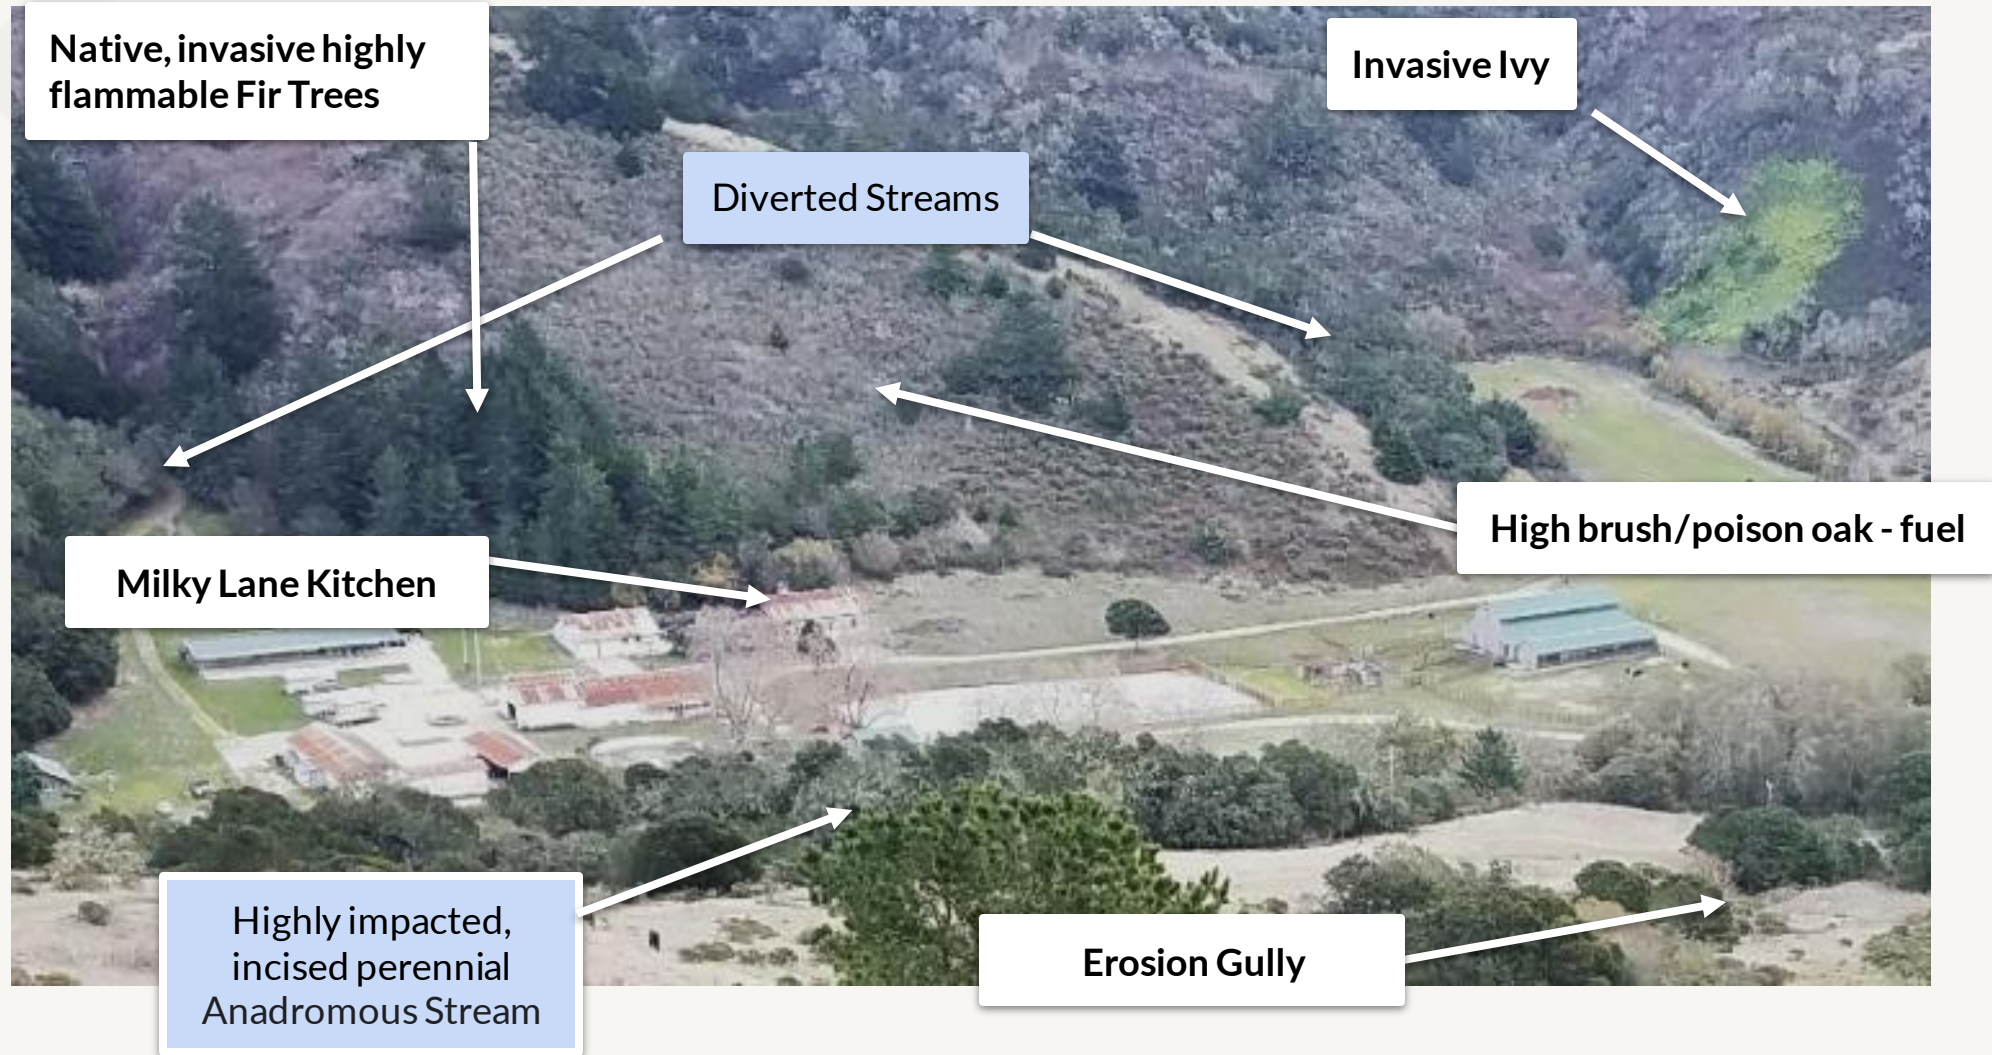 Native, invasive highly
flammable Fir Trees
Invasive Ivy
Diverted Streams
High brush/poison oak - fuel
Milky Lane Kitchen
Highly impacted,
incised perennial
Anadromous Stream
Erosion Gully